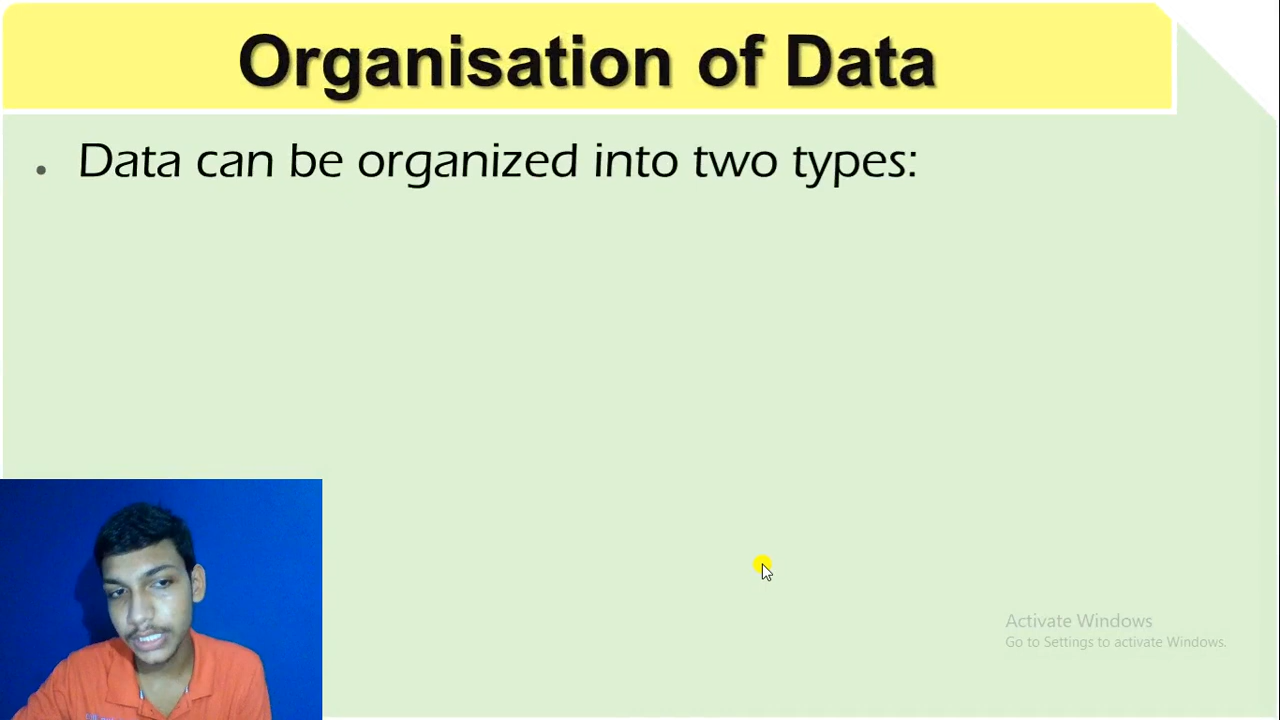 Organisation of Data
• Data can be organized into two types:
Activate Windows
Go to Settings to activate Windows.